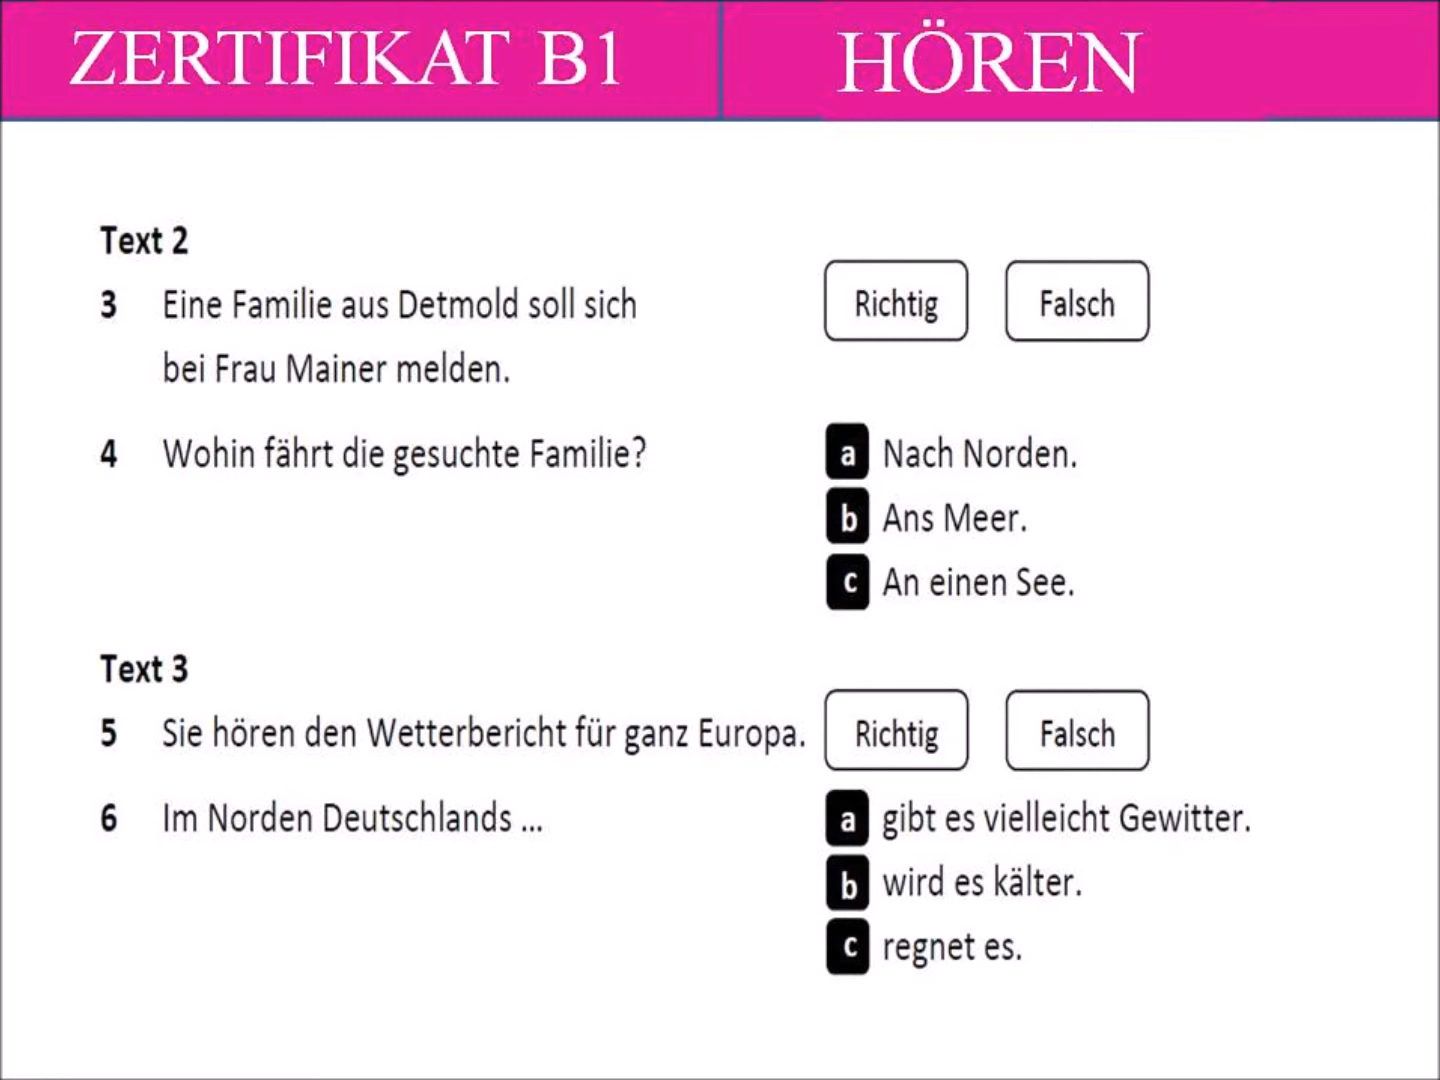 ZERTIFIKAT B1
HÖREN
Text 2
3 Eine Familie aus Detmold soll sich
bei Frau Mainer melden.
Richtig Falsch
4 Wohin fährt die gesuchte Familie?
a Nach Norden.
b Ans Meer.
c An einen See.
Text 3
5 Sie hören den Wetterbericht für ganz Europa.
Richtig Falsch
6 Im Norden Deutschlands ...
a gibt es vielleicht Gewitter.
b wird es kälter.
c regnet es.